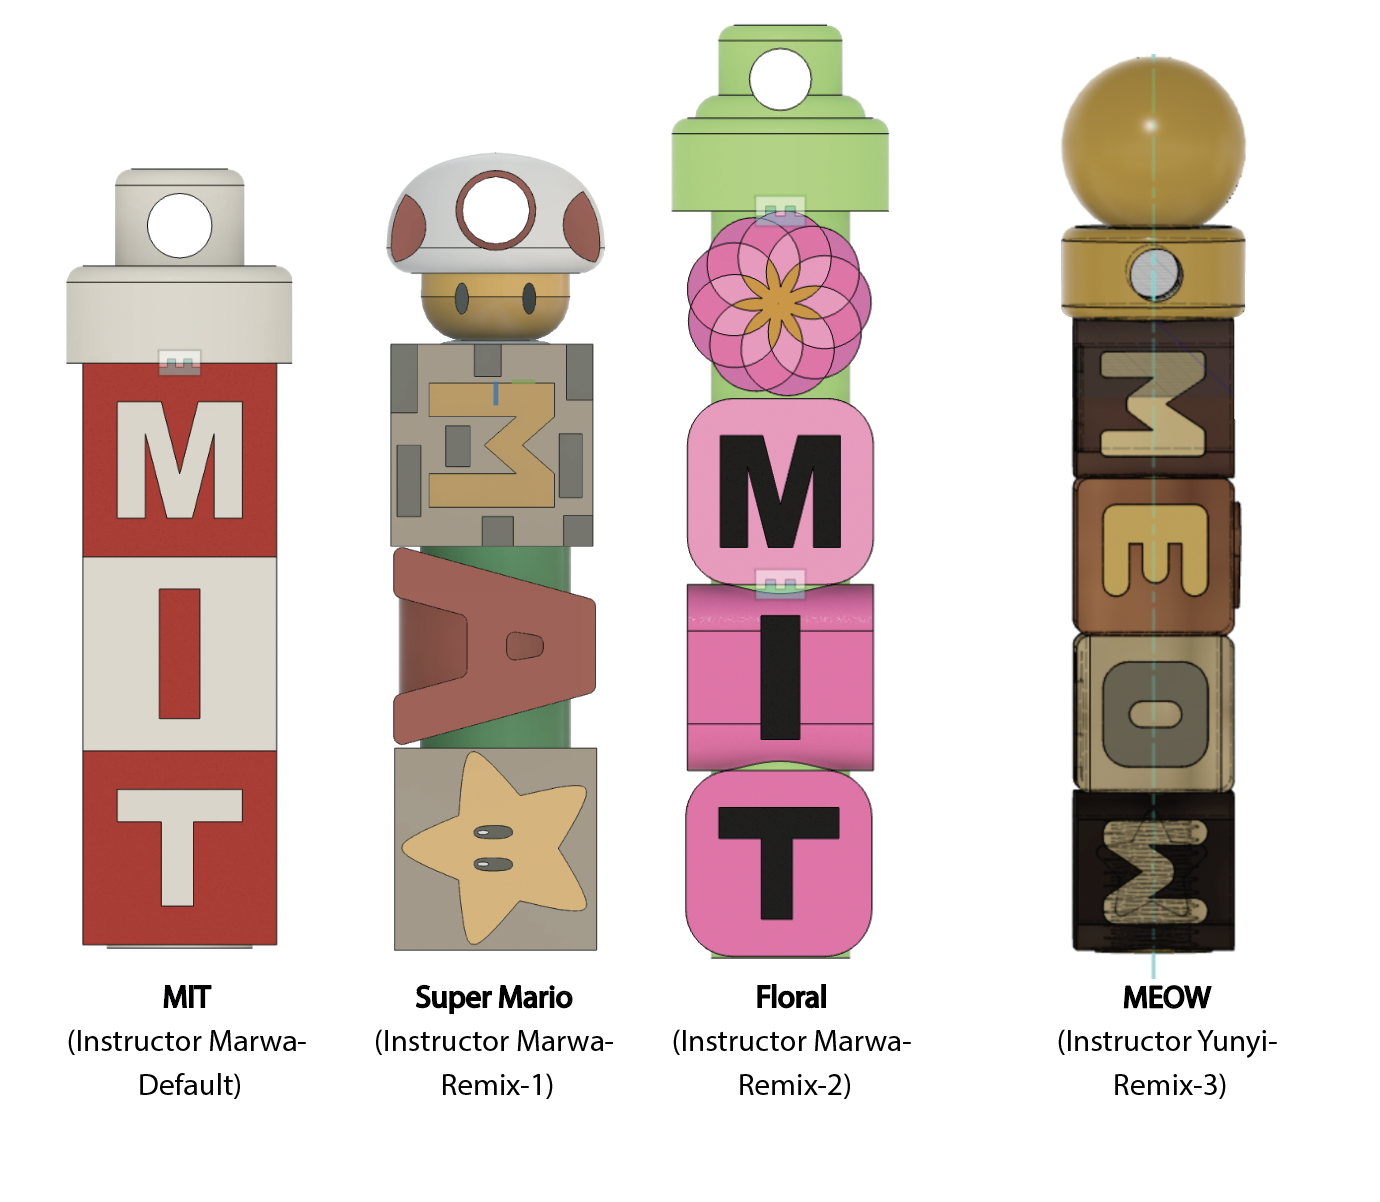 M
I
T
M
A
M
I
T
M
E
O
W
MIT
(Instructor Marwa-
Default)
Super Mario
(Instructor Marwa-
Remix-1)
Floral
(Instructor Marwa-
Remix-2)
MEOW
(Instructor Yunyi-
Remix-3)